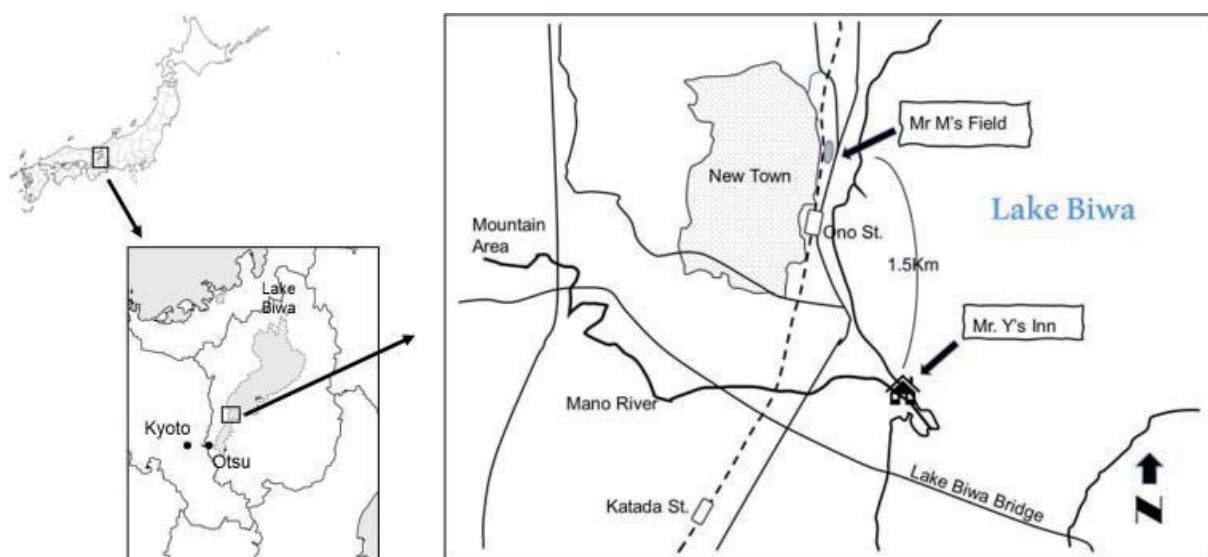 Lake
Biwa
Kyoto
Otsu
Mr M's Field
New Town
Lake Biwa
Mountain
Area
Ono St.
1.5Km
Mr. Y's Inn
Mano River
Katada St.
Lake Biwa Bridge
N